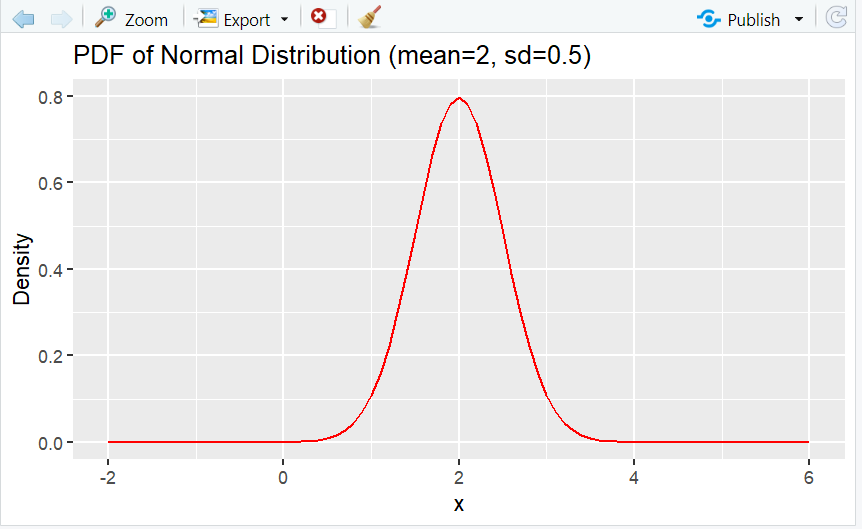 Zoom Export Publish
PDF of Normal Distribution (mean=2, sd=0.5)
0.8
0.6
0.4
0.2
0.0
Density
-2 0 2 4 6
x